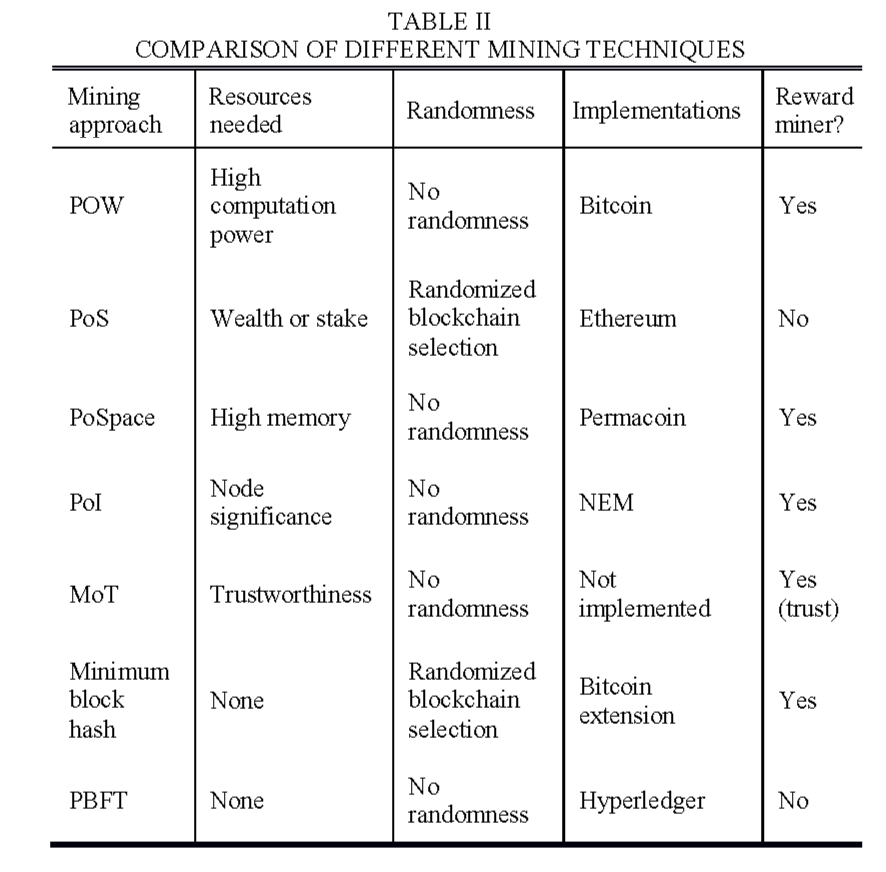 TABLE II
COMPARISON OF DIFFERENT MINING TECHNIQUES
Mining approach | Resources needed | Randomness | Implementations | Reward miner?
POW | High computation power | No randomness | Bitcoin | Yes
PoS | Wealth or stake | Randomized blockchain selection | Ethereum | No
PoSpace | High memory | No randomness | Permacoin | Yes
PoI | Node significance | No randomness | NEM | Yes
MoT | Trustworthiness | No randomness | Not implemented | Yes (trust)
Minimum block hash | None | Randomized blockchain selection | Bitcoin extension | Yes
PBFT | None | No randomness | Hyperledger | No